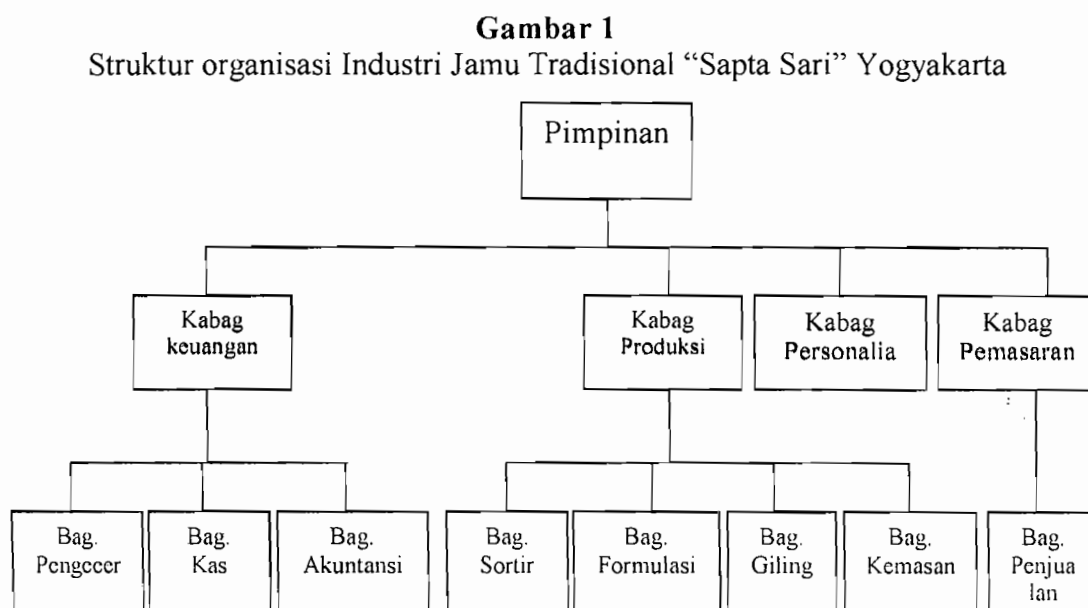 Gambar 1
Struktur organisasi Industri Jamu Tradisional “Sapta Sari” Yogyakarta
Pimpinan
Kabag
keuangan
Kabag
Produksi
Kabag
Personalia
Kabag
Pemasaran
Bag.
Pengecer
Bag.
Kas
Bag.
Akuntansi
Bag.
Sortir
Bag.
Formulasi
Bag.
Giling
Bag.
Kemasan
Bag.
Penjua
lan